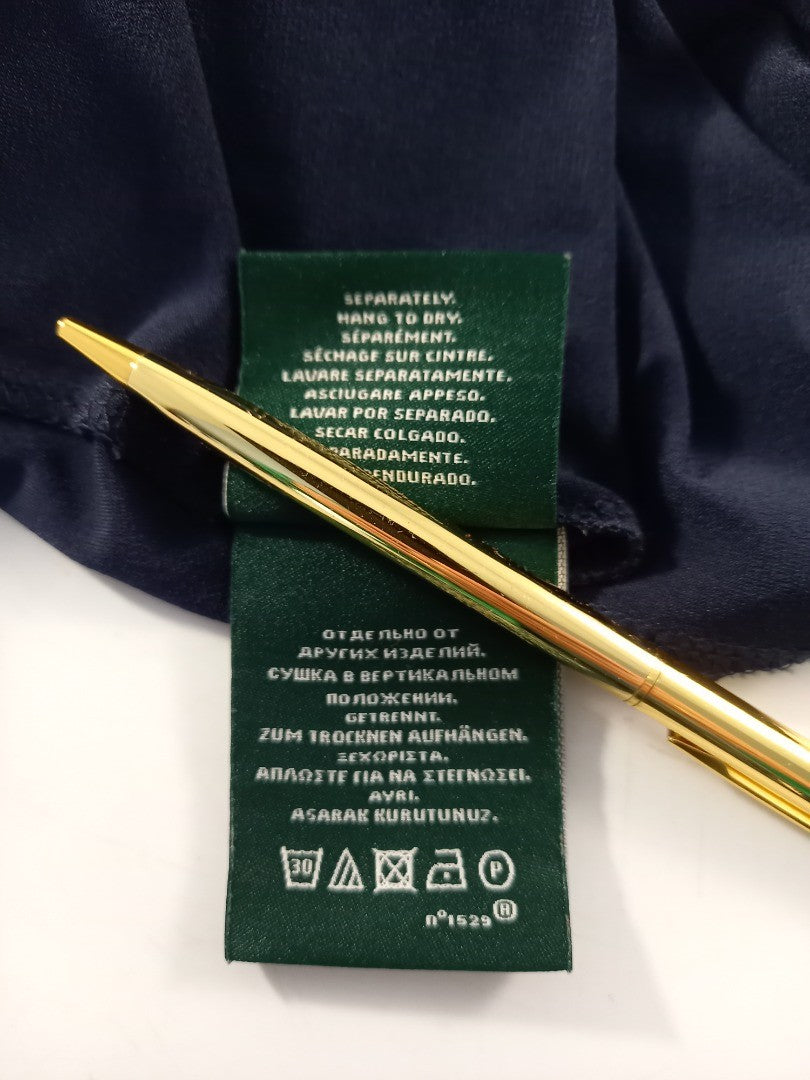 SEPARATELY.
HANG TO DRY.
SÉPARÉMENT.
SÉCHAGE SUR CINTRE.
LAVARE SEPARATAMENTE.
ASCIUGARE APPESO.
LAVAR POR SEPARADO.
SECAR COLGADO.
ОТДЕЛЬНО ОТ
ДРУГИХ ИЗДЕЛИЙ.
СУШКА В ВЕРТИКАЛЬНОМ
ПОЛОЖЕНИИ.
GETRENNT.
ZUM TROCKNEN AUFHÄNGEN.
ΞΕΧΩΡΙΣΤΑ.
ΑΠΛΩΣΤΕ ΓΙΑ ΝΑ ΣΤΕΓΝΩΣΕΙ.
AYRI.
ASARAK KURUTUNUZ.
30 P
nº1529 H